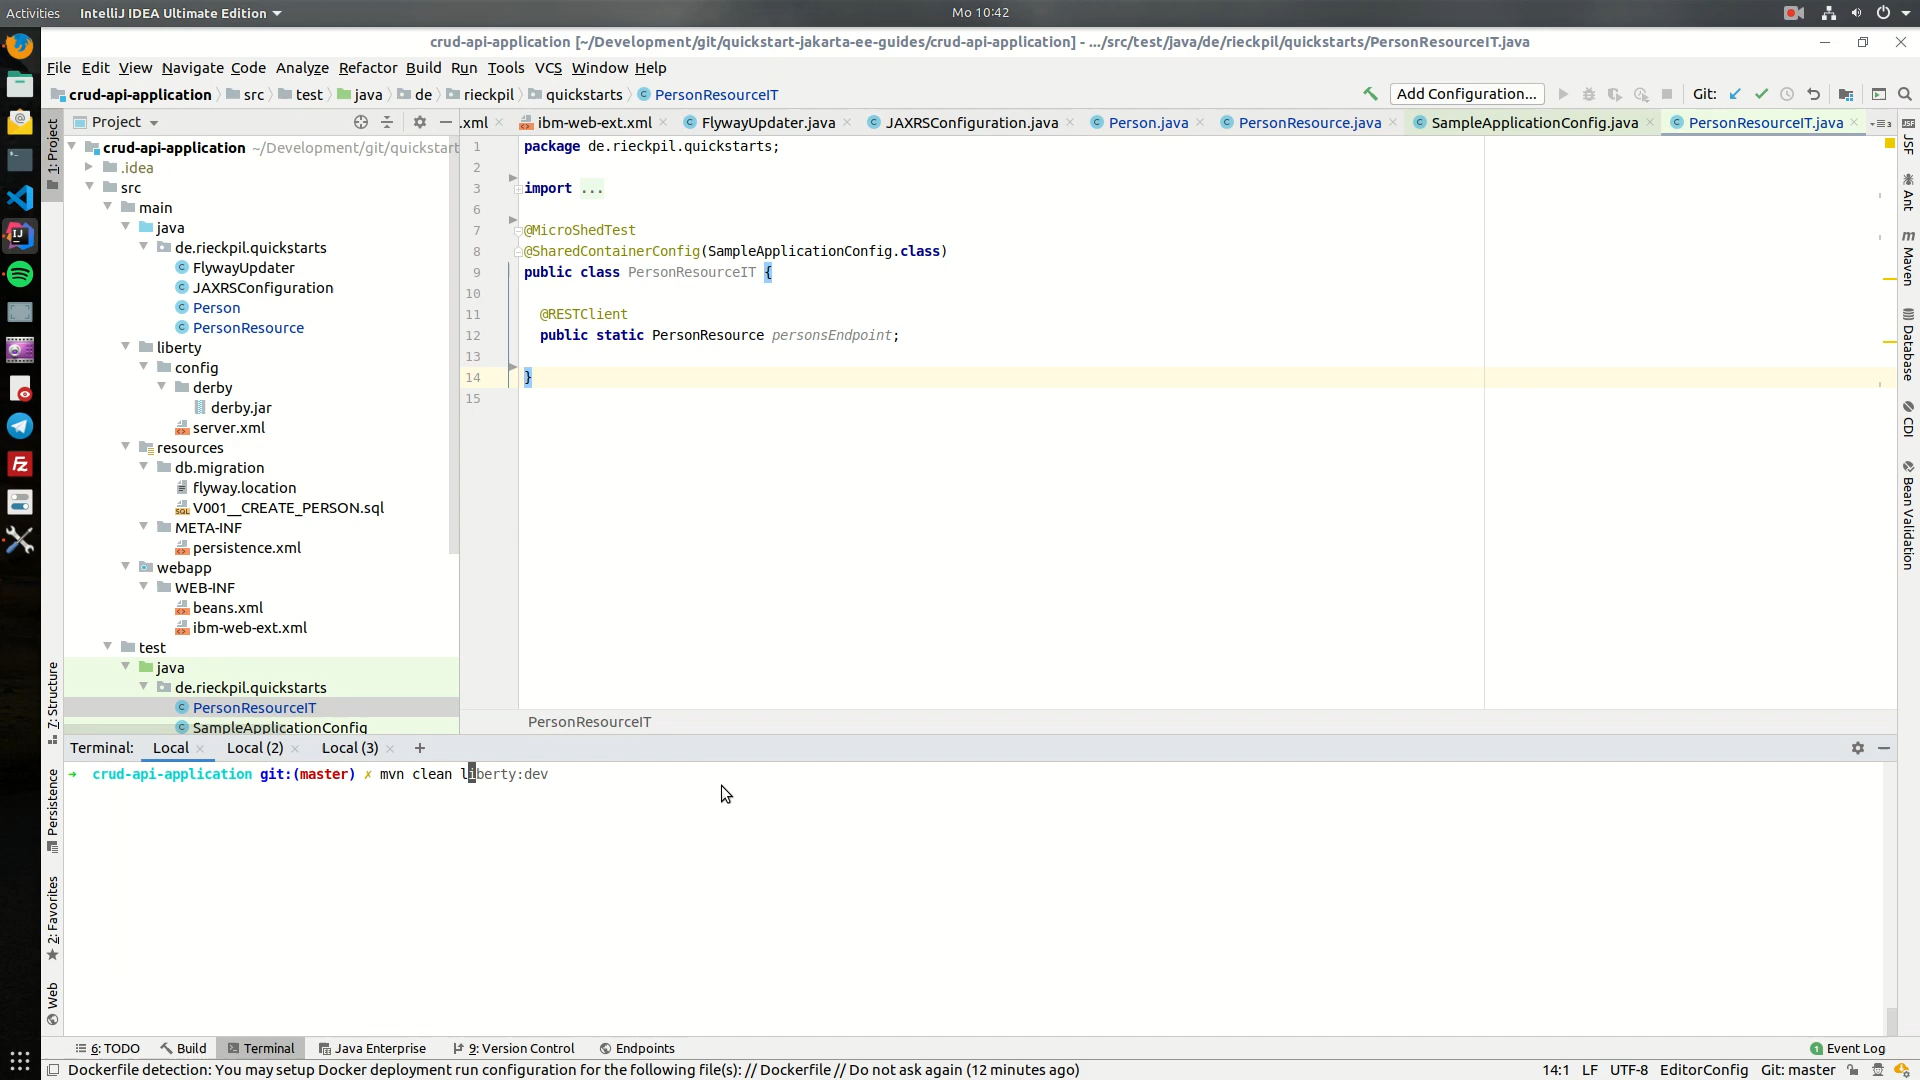 Activities IntelliJ IDEA Ultimate Edition Mo 10:42
crud-api-application [~/Development/git/quickstart-jakarta-ee-guides/crud-api-application] - .../src/test/java/de/rieckpil/quickstarts/PersonResourceIT.java
File Edit View Navigate Code Analyze Refactor Build Run Tools VCS Window Help
crud-api-application src test java de rieckpil quickstarts PersonResourceIT Add Configuration... Git:
Project
.xml ibm-web-ext.xml FlywayUpdater.java JAXRSConfiguration.java Person.java PersonResource.java SampleApplicationConfig.java PersonResourceIT.java 3
crud-api-application ~/Development/git/quickstart
.idea
src
main
java
de.rieckpil.quickstarts
FlywayUpdater
JAXRSConfiguration
Person
PersonResource
liberty
config
derby
derby.jar
server.xml
resources
db.migration
flyway.location
V001__CREATE_PERSON.sql
META-INF
persistence.xml
webapp
WEB-INF
beans.xml
ibm-web-ext.xml
test
java
de.rieckpil.quickstarts
PersonResourceIT
SampleApplicationConfig
1 package de.rieckpil.quickstarts;
2
3 import ...
6
7 @MicroShedTest
8 @SharedContainerConfig(SampleApplicationConfig.class)
9 public class PersonResourceIT {
10
11 @RESTClient
12 public static PersonResource personsEndpoint;
13
14 }
15
PersonResourceIT
1: Project
7: Structure
Persistence
2: Favorites
Web
JSF
Ant
Maven
Database
CDI
Bean Validation
Terminal: Local Local (2) Local (3) +
➜ crud-api-application git:(master) ✗ mvn clean liberty:dev
6: TODO Build Terminal Java Enterprise 9: Version Control Endpoints 1 Event Log
Dockerfile detection: You may setup Docker deployment run configuration for the following file(s): // Dockerfile // Do not ask again (12 minutes ago) 14:1 LF UTF-8 EditorConfig Git: master